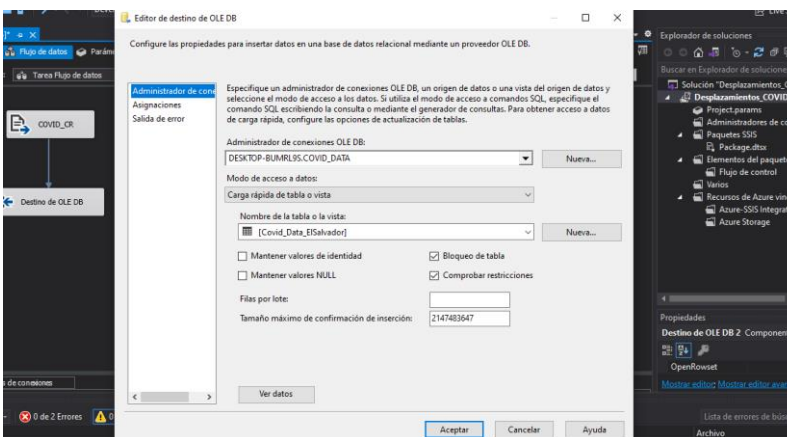 Editor de destino de OLE DB
Configure las propiedades para insertar datos en una base de datos relacional mediante un proveedor OLE DB.
Administrador de cone
Asignaciones
Salida de error
Especifique un administrador de conexiones OLE DB, un origen de datos o una vista del origen de datos y
seleccione el modo de acceso a los datos. Si utiliza el modo de acceso a comandos SQL, especifique el
comando SQL escribiendo la consulta o mediante el generador de consultas. Para obtener acceso a datos
de carga rápida, configure las opciones de actualización de tablas.
Administrador de conexiones OLE DB:
DESKTOP-BUMRL9S.COVID_DATA
Nueva...
Modo de acceso a datos:
Carga rápida de tabla o vista
Nombre de la tabla o la vista:
[Covid_Data_ElSalvador]
Nueva...
Mantener valores de identidad
Bloqueo de tabla
Mantener valores NULL
Comprobar restricciones
Filas por lote:
Tamaño máximo de confirmación de inserción:
2147483647
Ver datos
Aceptar
Cancelar
Ayuda
Flujo de datos
Parám
Tarea Flujo de datos
COVID_CR
Destino de OLE DB
s de conexiones
0 de 2 Errores
0
Explorador de soluciones
Buscar en Explorador de soluciones
Solución "Desplazamientos_C
Desplazamientos_COVID
Project.params
Administradores de co
Paquetes SSIS
Package.dtsx
Elementos del paquete
Flujo de control
Varios
Recursos de Azure vin
Azure-SSIS Integrat
Azure Storage
Propiedades
Destino de OLE DB 2 Componen
OpenRowset
Mostrar editor; Mostrar editor avan
Lista de errores de bús
Archivo